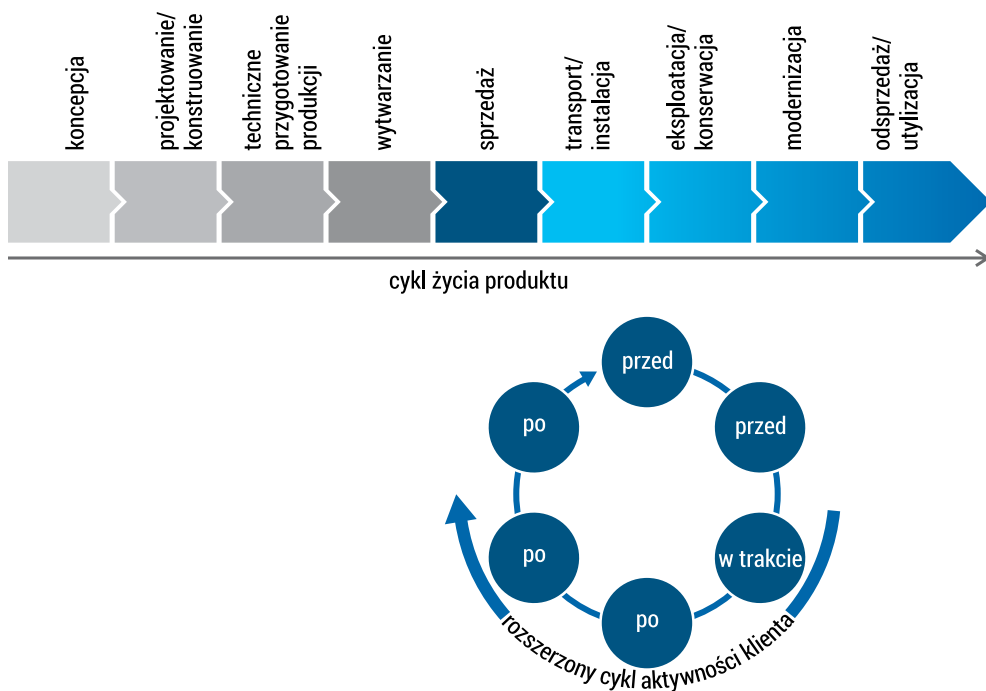 koncepcja
projektowanie/
konstruowanie
techniczne
przygotowanie
produkcji
wytwarzanie
sprzedaż
transport/
instalacja
eksploatacja/
konserwacja
modernizacja
odsprzedaż/
utylizacja
cykl życia produktu
przed
przed
w trakcie
po
po
po
rozszerzony cykl aktywności klienta